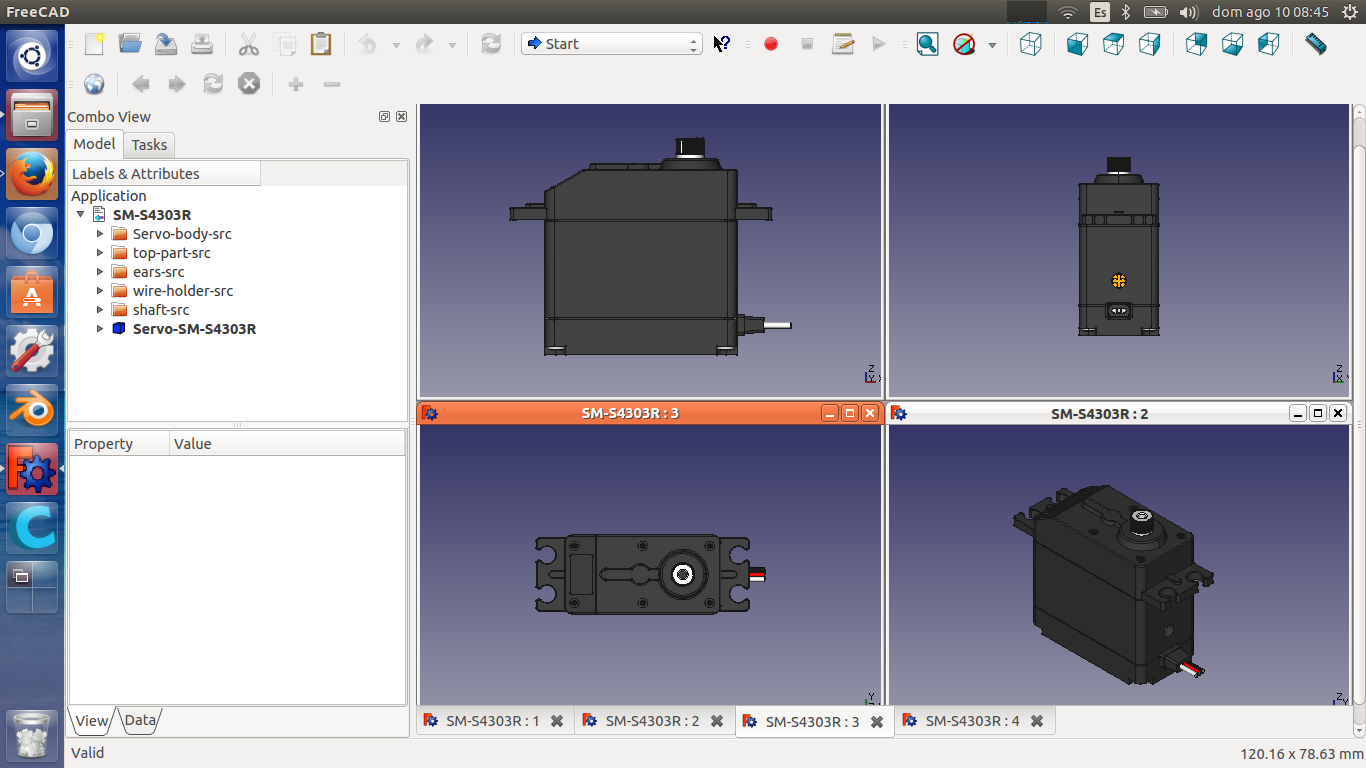 FreeCAD
Es
dom ago 10 08:45
Start
Combo View
Model
Tasks
Labels & Attributes
Application
SM-S4303R
Servo-body-src
top-part-src
ears-src
wire-holder-src
shaft-src
Servo-SM-S4303R
Property
Value
View
Data
Z
Y
Z
X
SM-S4303R : 3
SM-S4303R : 2
Y
Z
SM-S4303R : 1
SM-S4303R : 2
SM-S4303R : 3
SM-S4303R : 4
Valid
120.16 x 78.63 mm